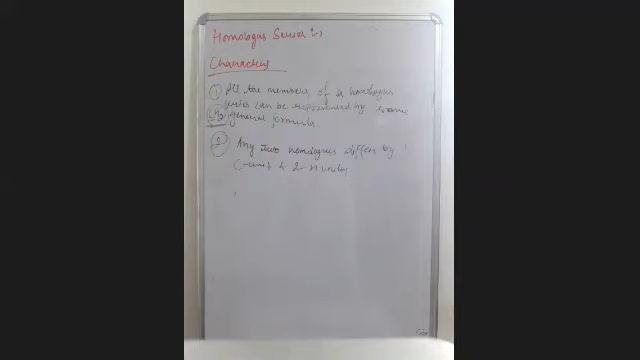 Homologus Series :-)
Characters
① All the members of a homologus
series can be represented by same
general formula
② Any two homologus differs by 1
C-unit & 2-H units